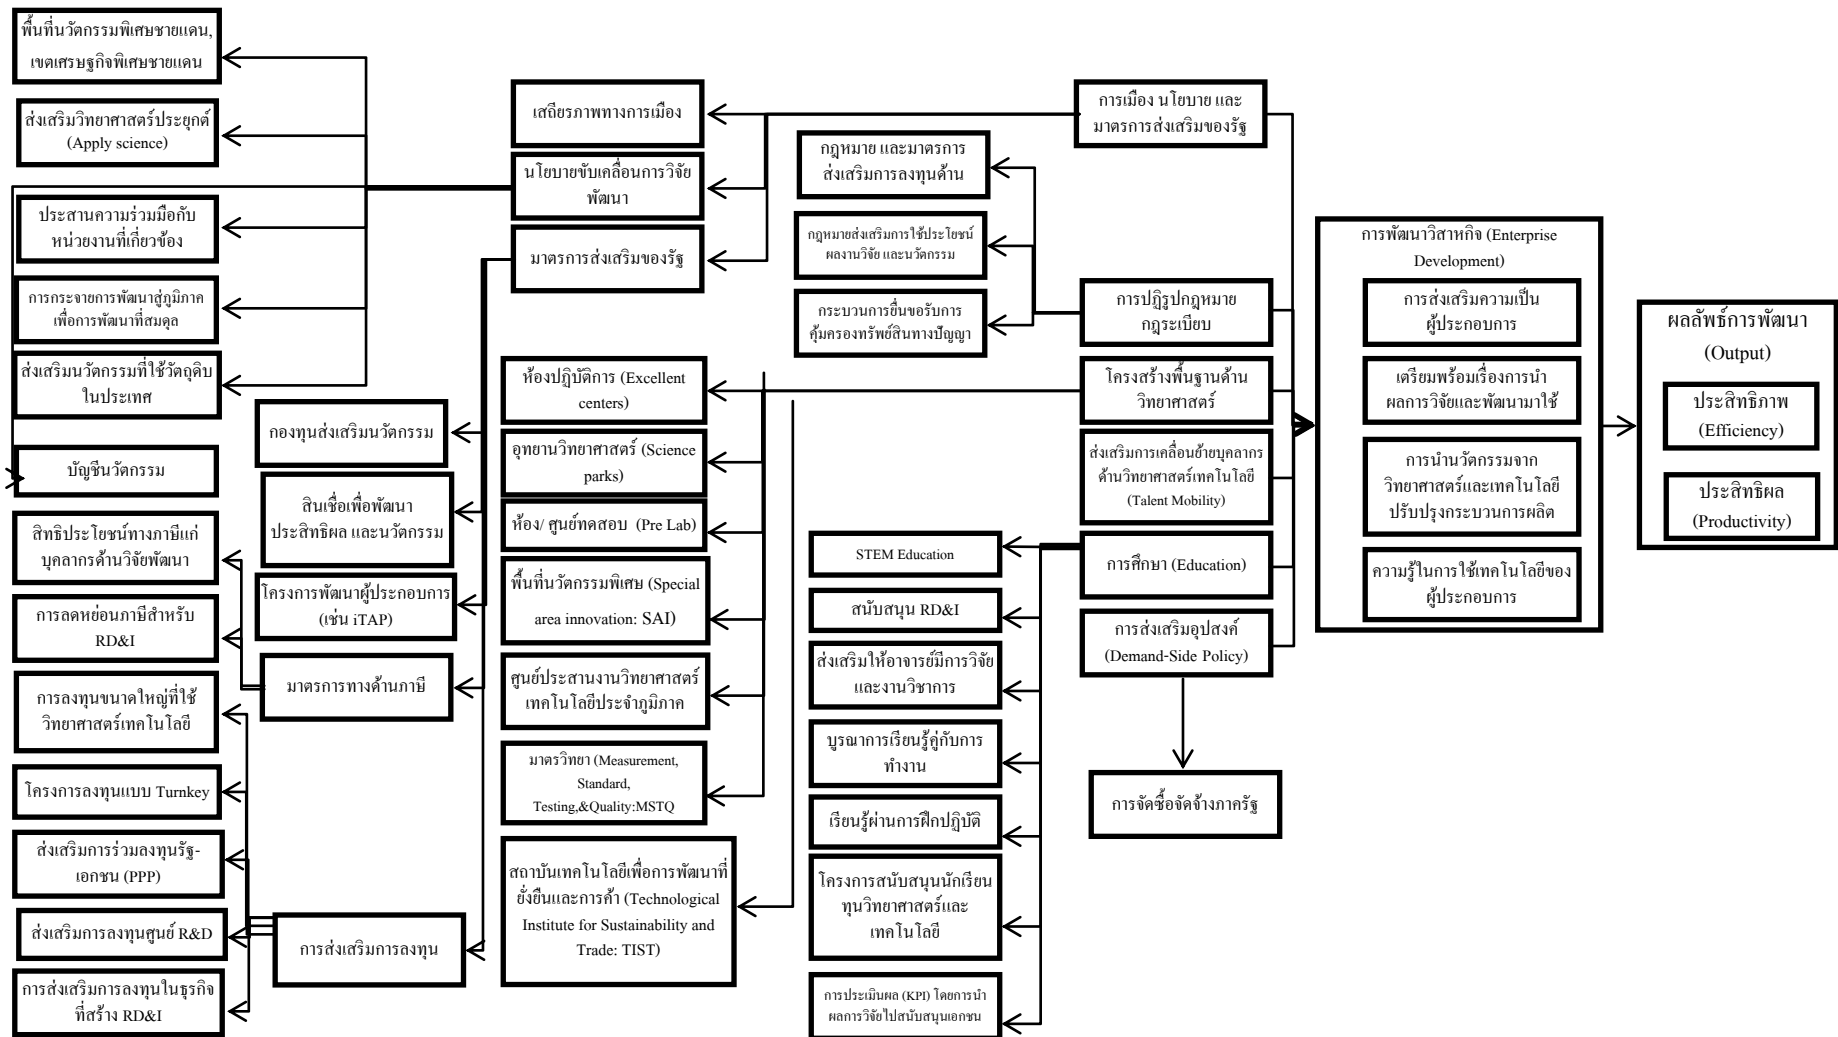 พื้นที่นวัตกรรมพิเศษชายแดน,
เขตเศรษฐกิจพิเศษชายแดน
ส่งเสริมวิทยาศาสตร์ประยุกต์
(Apply science)
ประสานความร่วมมือกับ
หน่วยงานที่เกี่ยวข้อง
การกระจายการพัฒนาสู่ภูมิภาค
เพื่อการพัฒนาที่สมดุล
ส่งเสริมนวัตกรรมที่ใช้วัตถุดิบ
ในประเทศ
บัญชีนวัตกรรม
สิทธิประโยชน์ทางภาษีแก่
บุคลากรด้านวิจัยพัฒนา
การลดหย่อนภาษีสำหรับ
RD&I
การลงทุนขนาดใหญ่ที่ใช้
วิทยาศาสตร์เทคโนโลยี
โครงการลงทุนแบบ Turnkey
ส่งเสริมการร่วมลงทุนรัฐ-
เอกชน (PPP)
ส่งเสริมการลงทุนศูนย์ R&D
การส่งเสริมการลงทุนในธุรกิจ
ที่สร้าง RD&I
กองทุนส่งเสริมนวัตกรรม
สินเชื่อเพื่อพัฒนา
ประสิทธิผล และนวัตกรรม
โครงการพัฒนาผู้ประกอบการ
(เช่น iTAP)
มาตรการทางด้านภาษี
การส่งเสริมการลงทุน
เสถียรภาพทางการเมือง
นโยบายขับเคลื่อนการวิจัย
พัฒนา
มาตรการส่งเสริมของรัฐ
ห้องปฏิบัติการ (Excellent
centers)
อุทยานวิทยาศาสตร์ (Science
parks)
ห้อง/ ศูนย์ทดสอบ (Pre Lab)
พื้นที่นวัตกรรมพิเศษ (Special
area innovation: SAI)
ศูนย์ประสานงานวิทยาศาสตร์
เทคโนโลยีประจำภูมิภาค
มาตรวิทยา (Measurement,
Standard,
Testing,&Quality:MSTQ
สถาบันเทคโนโลยีเพื่อการพัฒนาที่
ยั่งยืนและการค้า (Technological
Institute for Sustainability and
Trade: TIST)
กฎหมาย และมาตรการ
ส่งเสริมการลงทุนด้าน
กฎหมายส่งเสริมการใช้ประโยชน์
ผลงานวิจัย และนวัตกรรม
กระบวนการยื่นขอรับการ
คุ้มครองทรัพย์สินทางปัญญา
STEM Education
สนับสนุน RD&I
ส่งเสริมให้อาจารย์มีการวิจัย
และงานวิชาการ
บูรณาการเรียนรู้คู่กับการ
ทำงาน
เรียนรู้ผ่านการฝึกปฏิบัติ
โครงการสนับสนุนนักเรียน
ทุนวิทยาศาสตร์และ
เทคโนโลยี
การประเมินผล (KPI) โดยการนำ
ผลการวิจัยไปสนับสนุนเอกชน
การเมือง นโยบาย และ
มาตรการส่งเสริมของรัฐ
การปฏิรูปกฎหมาย
กฎระเบียบ
โครงสร้างพื้นฐานด้าน
วิทยาศาสตร์
ส่งเสริมการเคลื่อนย้ายบุคลากร
ด้านวิทยาศาสตร์เทคโนโลยี
(Talent Mobility)
การศึกษา (Education)
การส่งเสริมอุปสงค์
(Demand-Side Policy)
การจัดซื้อจัดจ้างภาครัฐ
การพัฒนาวิสาหกิจ (Enterprise
Development)
การส่งเสริมความเป็น
ผู้ประกอบการ
เตรียมพร้อมเรื่องการนำ
ผลการวิจัยและพัฒนามาใช้
การนำนวัตกรรมจาก
วิทยาศาสตร์และเทคโนโลยี
ปรับปรุงกระบวนการผลิต
ความรู้ในการใช้เทคโนโลยีของ
ผู้ประกอบการ
ผลลัพธ์การพัฒนา
(Output)
ประสิทธิภาพ
(Efficiency)
ประสิทธิผล
(Productivity)